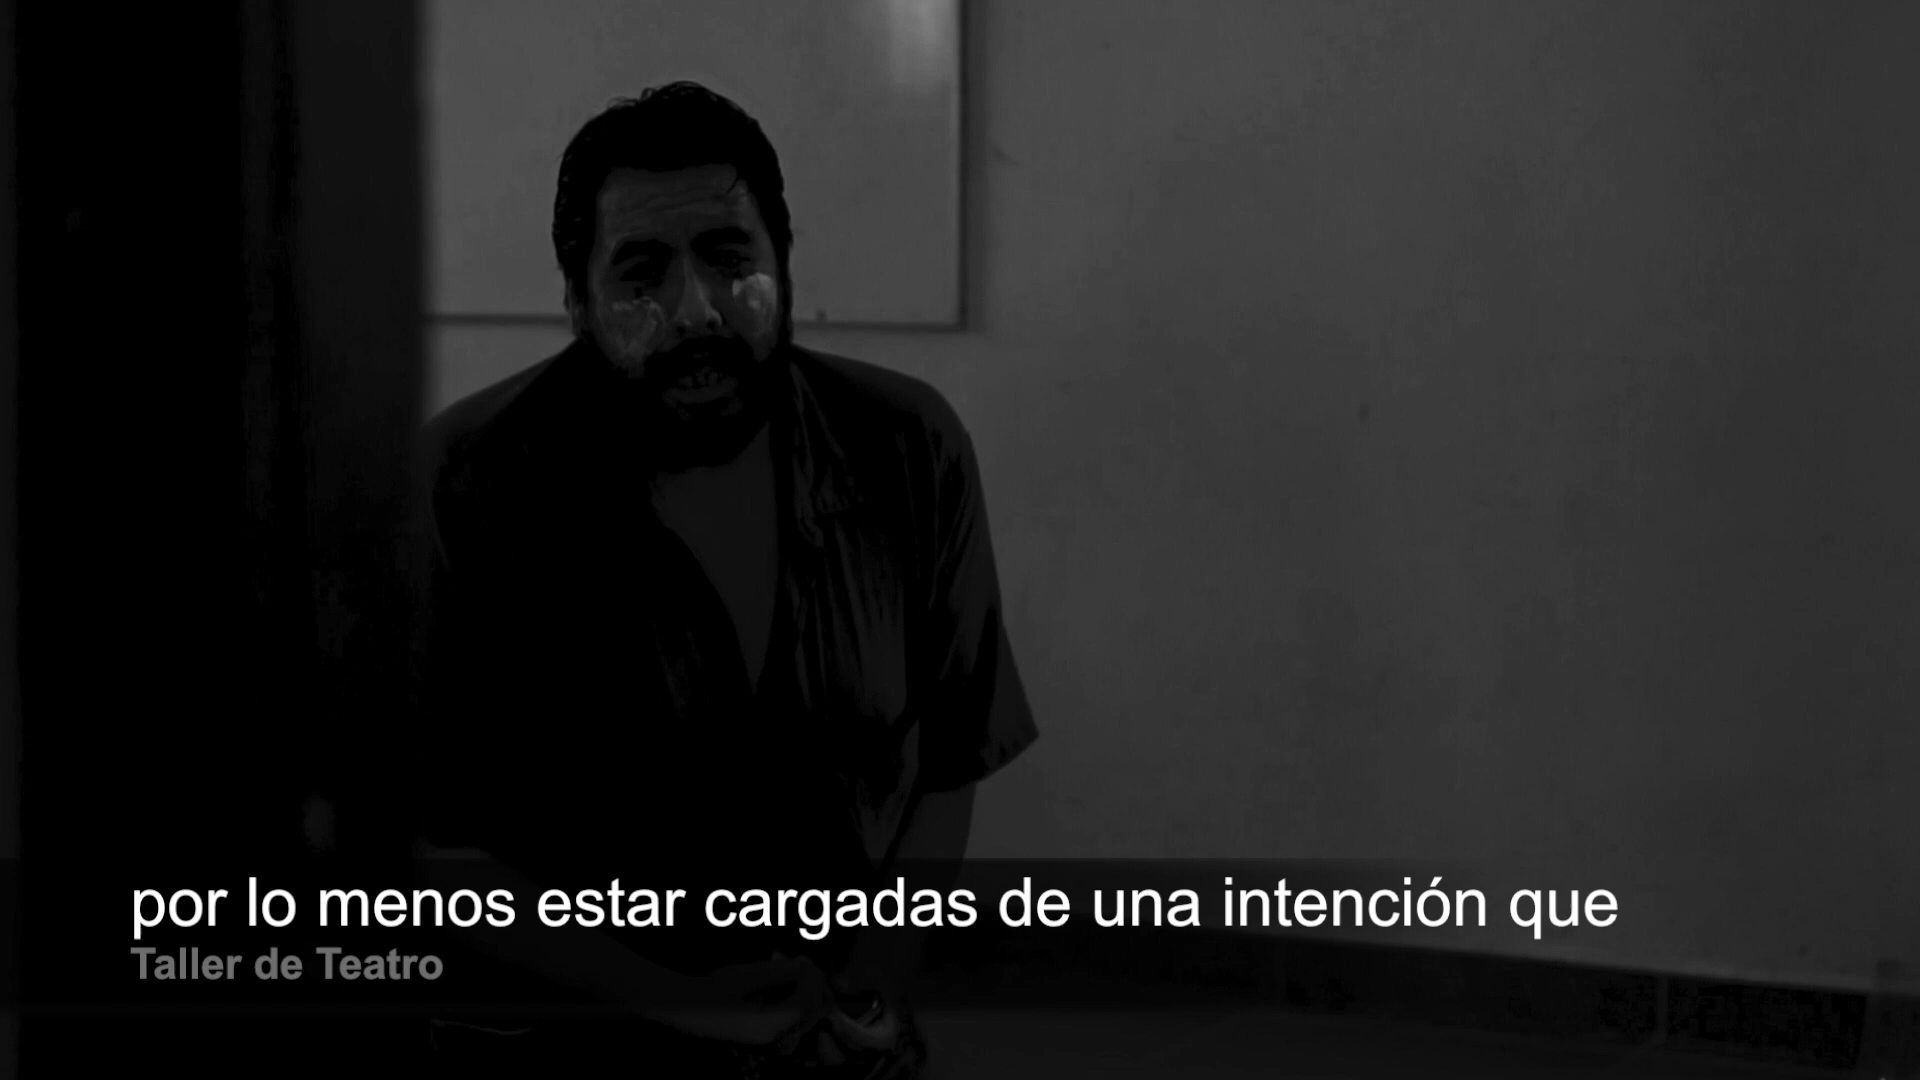 por lo menos estar cargadas de una intención que
Taller de Teatro